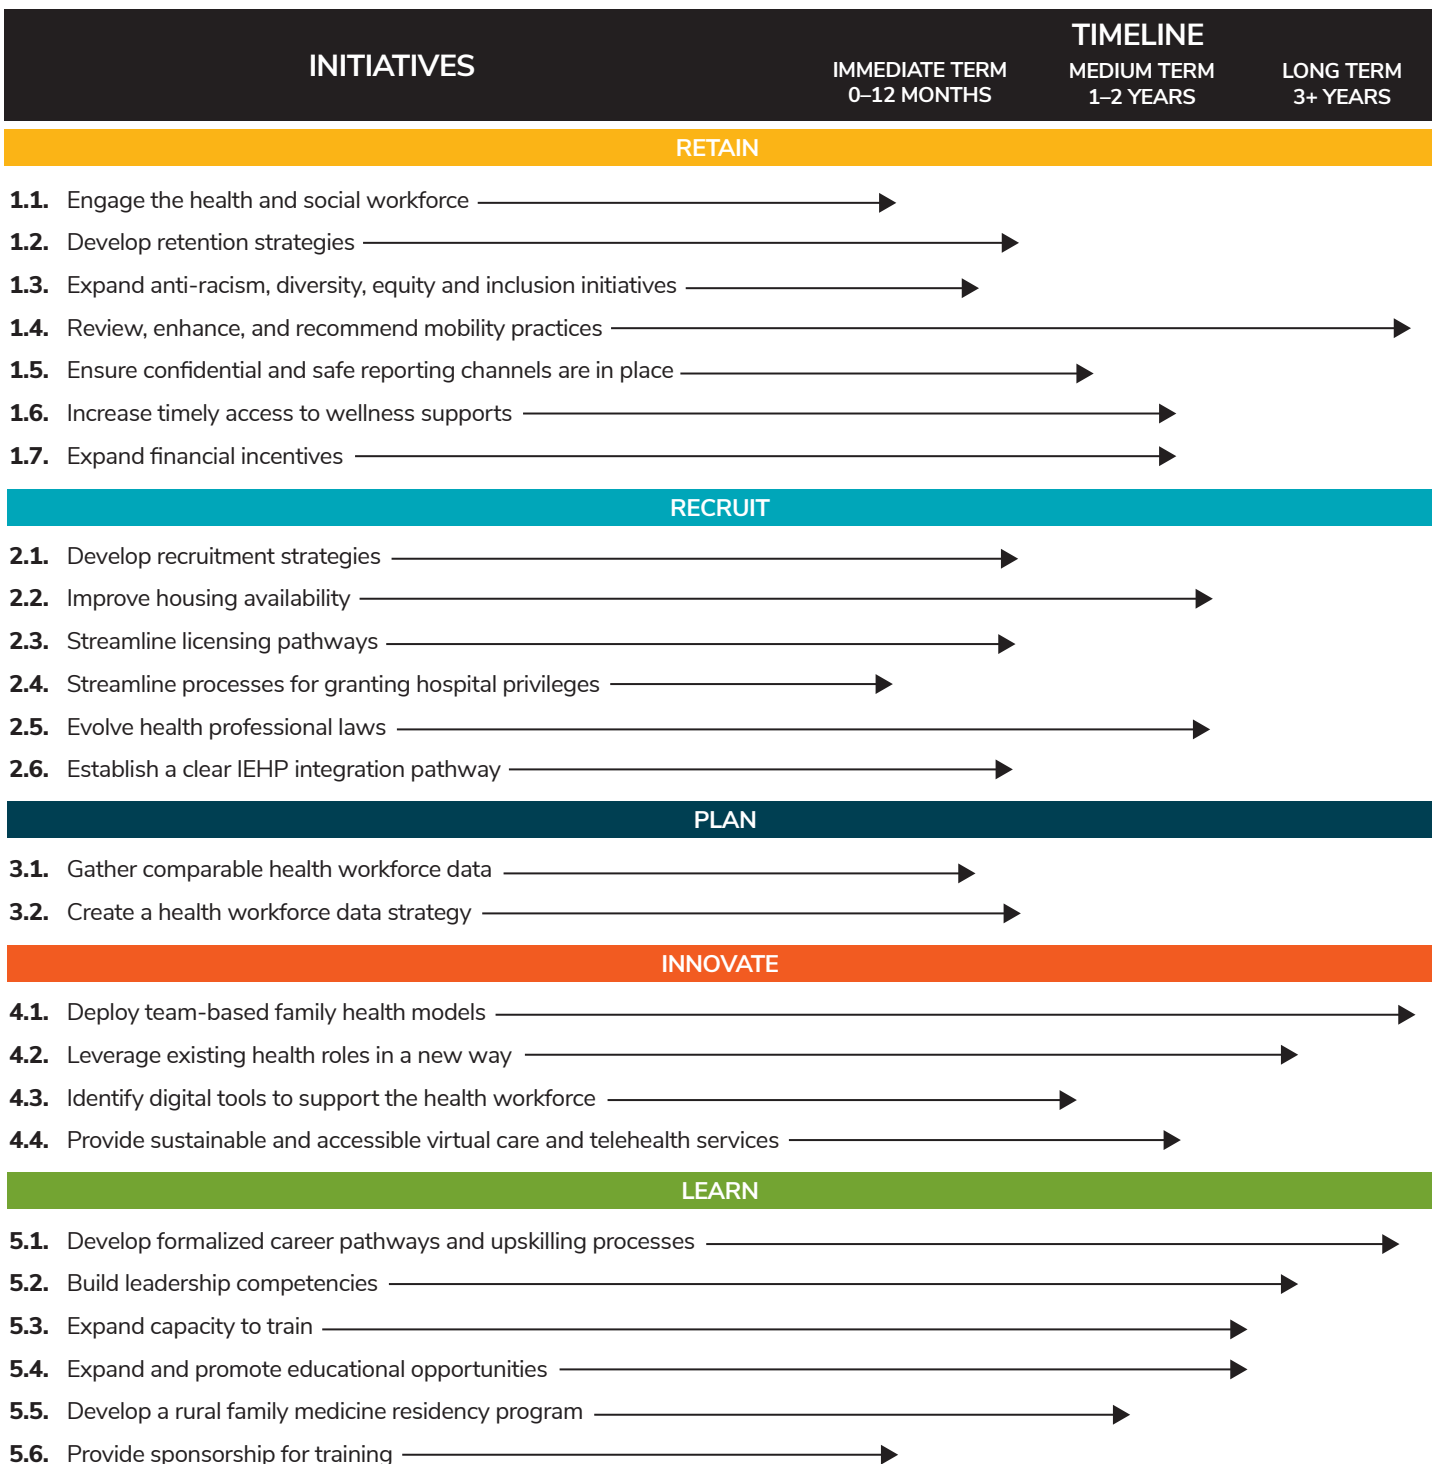 INITIATIVES
TIMELINE
IMMEDIATE TERM
0–12 MONTHS
MEDIUM TERM
1–2 YEARS
LONG TERM
3+ YEARS
RETAIN
1.1. Engage the health and social workforce
1.2. Develop retention strategies
1.3. Expand anti-racism, diversity, equity and inclusion initiatives
1.4. Review, enhance, and recommend mobility practices
1.5. Ensure confidential and safe reporting channels are in place
1.6. Increase timely access to wellness supports
1.7. Expand financial incentives
RECRUIT
2.1. Develop recruitment strategies
2.2. Improve housing availability
2.3. Streamline licensing pathways
2.4. Streamline processes for granting hospital privileges
2.5. Evolve health professional laws
2.6. Establish a clear IEHP integration pathway
PLAN
3.1. Gather comparable health workforce data
3.2. Create a health workforce data strategy
INNOVATE
4.1. Deploy team-based family health models
4.2. Leverage existing health roles in a new way
4.3. Identify digital tools to support the health workforce
4.4. Provide sustainable and accessible virtual care and telehealth services
LEARN
5.1. Develop formalized career pathways and upskilling processes
5.2. Build leadership competencies
5.3. Expand capacity to train
5.4. Expand and promote educational opportunities
5.5. Develop a rural family medicine residency program
5.6. Provide sponsorship for training